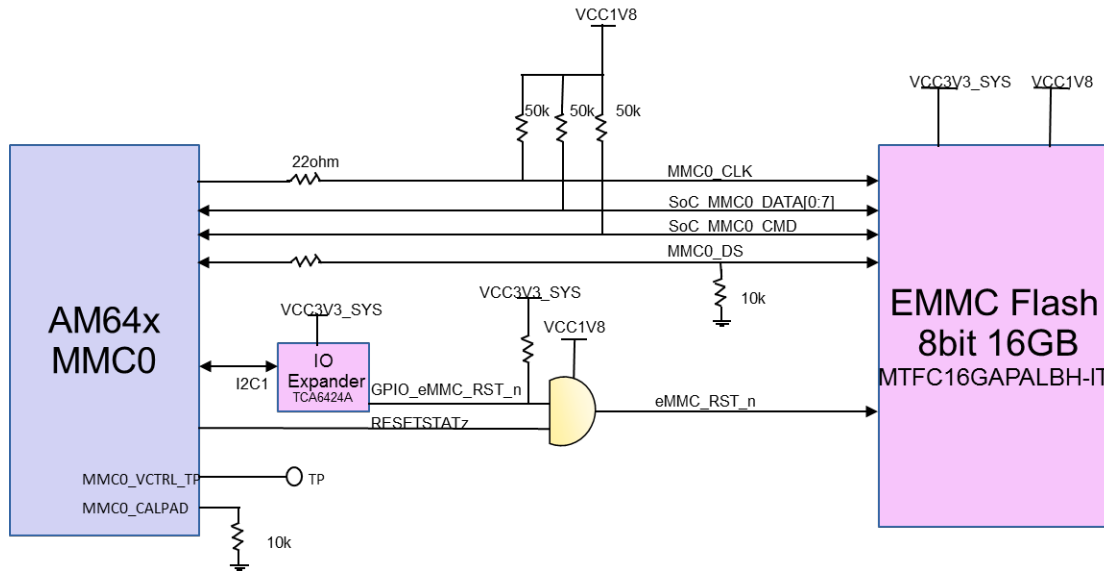 VCC1V8
VCC3V3_SYS
VCC1V8
50k
50k
50k
22ohm
MMC0_CLK
SoC_MMC0_DATA[0:7]
SoC_MMC0_CMD
MMC0_DS
10k
AM64x
MMC0
EMMC Flash
8bit 16GB
MTFC16GAPALBH-IT
VCC3V3_SYS
VCC3V3_SYS
VCC1V8
I2C1
IO
Expander
TCA6424A
GPIO_eMMC_RST_n
eMMC_RST_n
RESETSTATz
MMC0_VCTRL_TP
TP
MMC0_CALPAD
10k